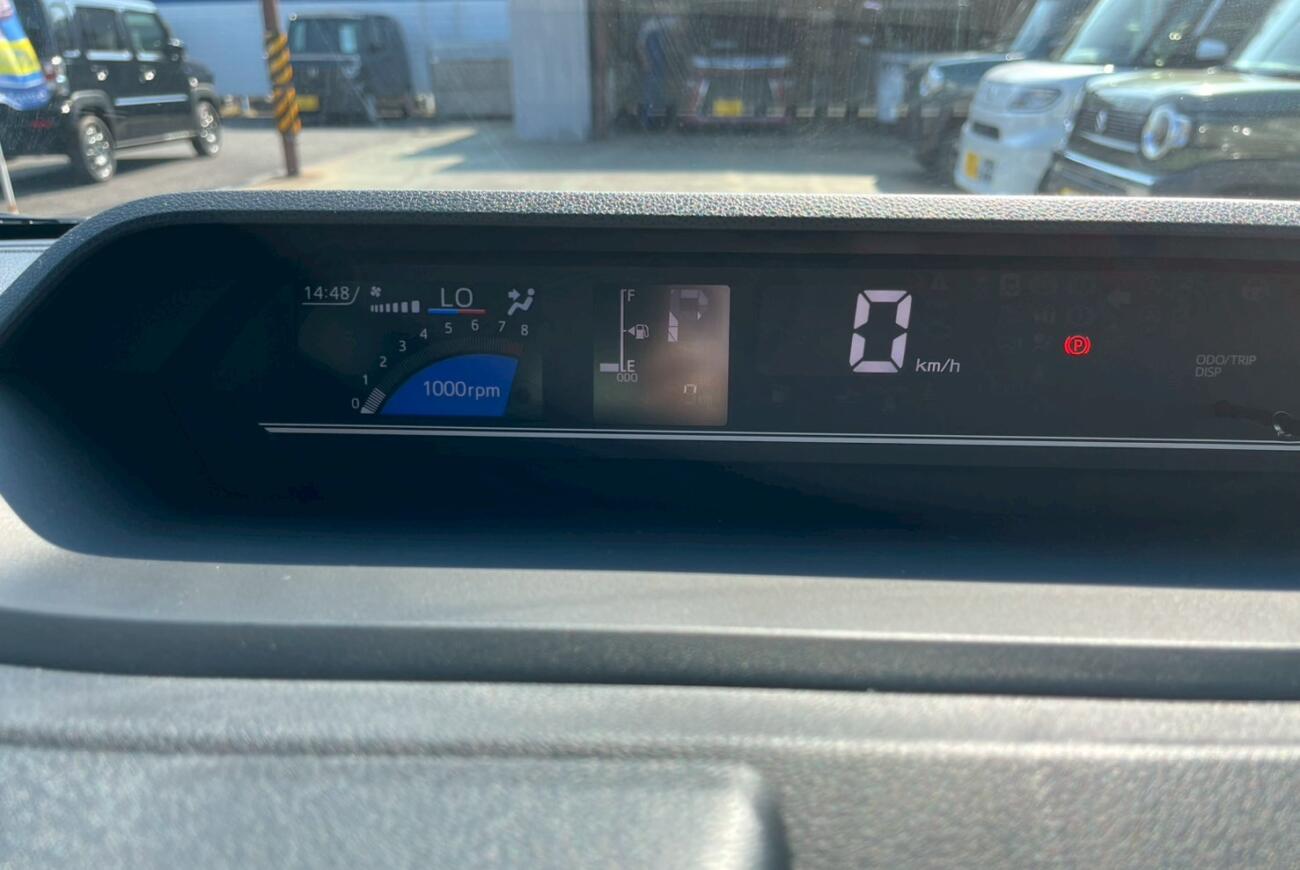 14:48
LO
0 1 2 3 4 5 6 7 8
1000rpm
F
E
000
P
0 km/h
(P)
ODO/TRIP
DISP